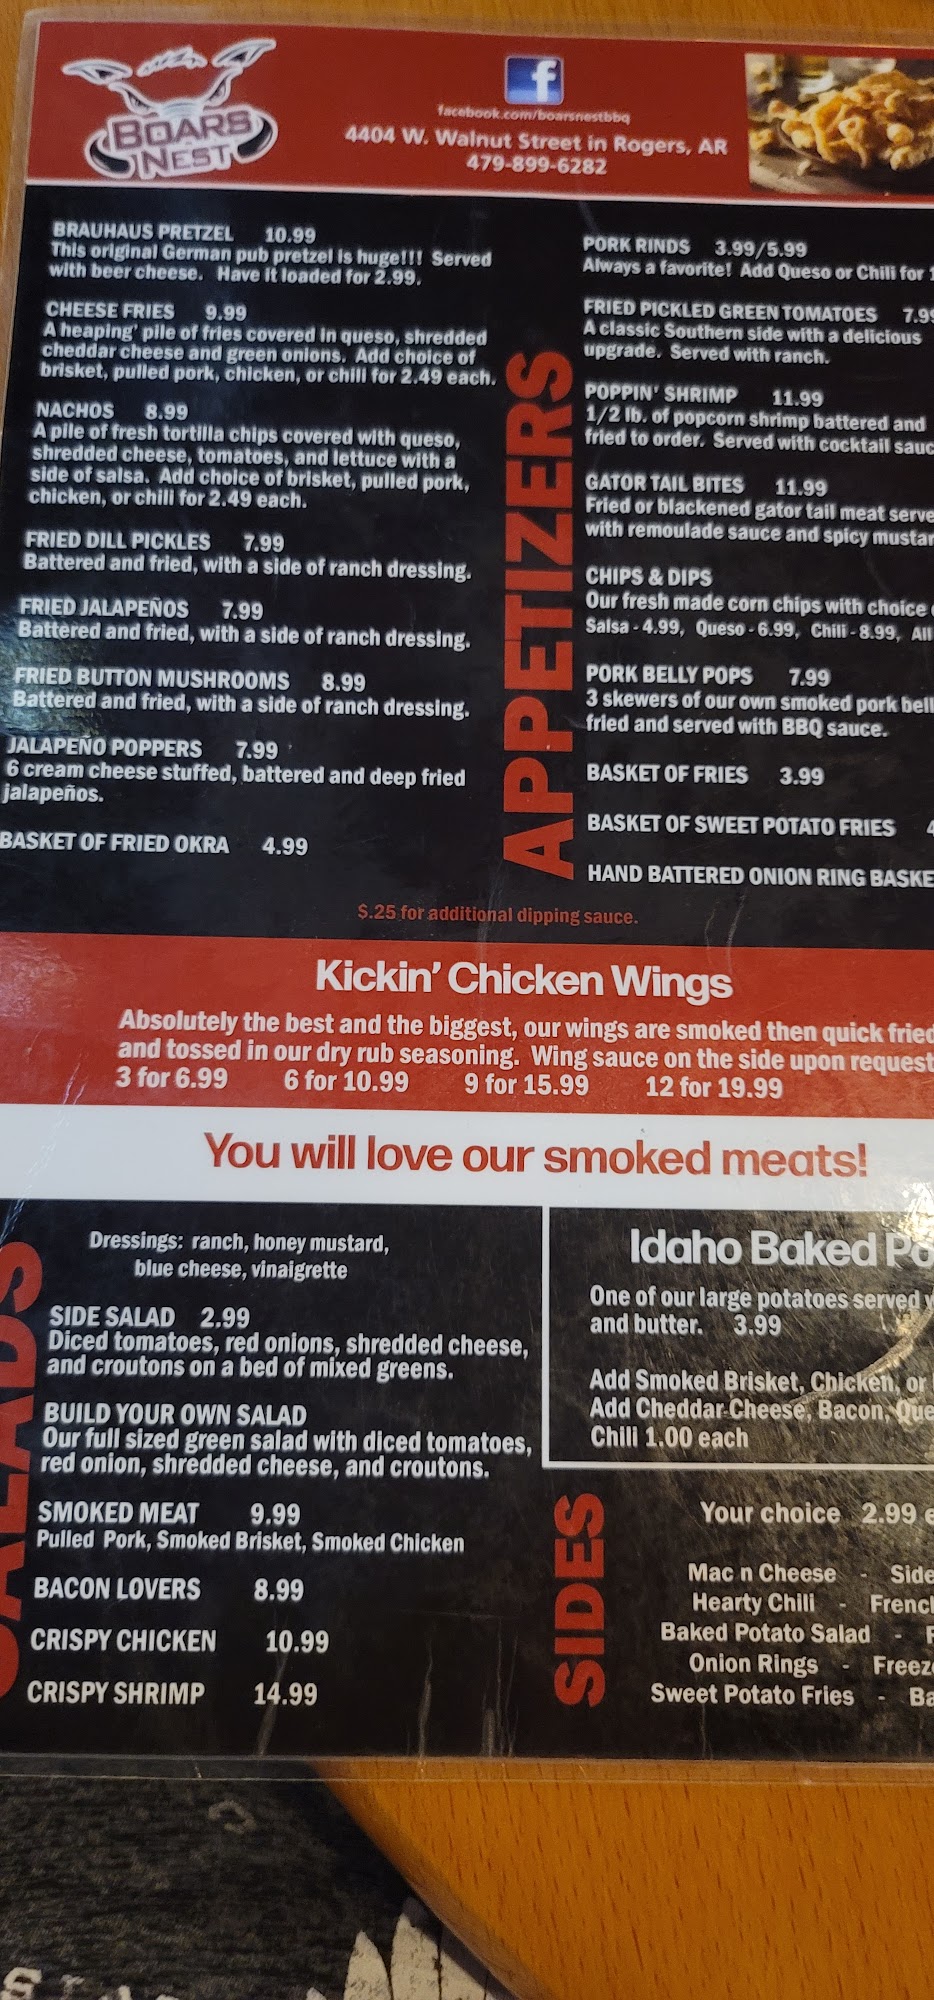 BOARS
NEST
f
facebook.com/boarsnestbbq
4404 W. Walnut Street in Rogers, AR
479-899-6282
BRAUHAUS PRETZEL 10.99
This original German pub pretzel is huge!!! Served
with beer cheese. Have it loaded for 2.99.
CHEESE FRIES 9.99
A heaping' pile of fries covered in queso, shredded
cheddar cheese and green onions. Add choice of
brisket, pulled pork, chicken, or chili for 2.49 each.
NACHOS 8.99
A pile of fresh tortilla chips covered with queso,
shredded cheese, tomatoes, and lettuce with a
side of salsa. Add choice of brisket, pulled pork,
chicken, or chili for 2.49 each.
FRIED DILL PICKLES 7.99
Battered and fried, with a side of ranch dressing.
FRIED JALAPEÑOS 7.99
Battered and fried, with a side of ranch dressing.
FRIED BUTTON MUSHROOMS 8.99
Battered and fried, with a side of ranch dressing.
JALAPEÑO POPPERS 7.99
6 cream cheese stuffed, battered and deep fried
jalapeños.
BASKET OF FRIED OKRA 4.99
APPETIZERS
PORK RINDS 3.99/5.99
Always a favorite! Add Queso or Chili for
FRIED PICKLED GREEN TOMATOES 7.99
A classic Southern side with a delicious
upgrade. Served with ranch.
POPPIN' SHRIMP 11.99
1/2 lb. of popcorn shrimp battered and
fried to order. Served with cocktail sauc
GATOR TAIL BITES 11.99
Fried or blackened gator tail meat serve
with remoulade sauce and spicy mustar
CHIPS & DIPS
Our fresh made corn chips with choice
Salsa - 4.99, Queso - 6.99, Chili - 8.99, All
PORK BELLY POPS 7.99
3 skewers of our own smoked pork bell
fried and served with BBQ sauce.
BASKET OF FRIES 3.99
BASKET OF SWEET POTATO FRIES 4
HAND BATTERED ONION RING BASKE
$.25 for additional dipping sauce.
Kickin' Chicken Wings
Absolutely the best and the biggest, our wings are smoked then quick fried
and tossed in our dry rub seasoning. Wing sauce on the side upon request
3 for 6.99 6 for 10.99 9 for 15.99 12 for 19.99
You will love our smoked meats!
SALADS
Dressings: ranch, honey mustard,
blue cheese, vinaigrette
SIDE SALAD 2.99
Diced tomatoes, red onions, shredded cheese,
and croutons on a bed of mixed greens.
BUILD YOUR OWN SALAD
Our full sized green salad with diced tomatoes,
red onion, shredded cheese, and croutons.
SMOKED MEAT 9.99
Pulled Pork, Smoked Brisket, Smoked Chicken
BACON LOVERS 8.99
CRISPY CHICKEN 10.99
CRISPY SHRIMP 14.99
Idaho Baked Po
One of our large potatoes served
and butter. 3.99
Add Smoked Brisket, Chicken, or
Add Cheddar Cheese, Bacon, Que
Chili 1.00 each
SIDES
Your choice 2.99 e
Mac n Cheese - Side
Hearty Chili - French
Baked Potato Salad - F
Onion Rings - Freeze
Sweet Potato Fries - Ba